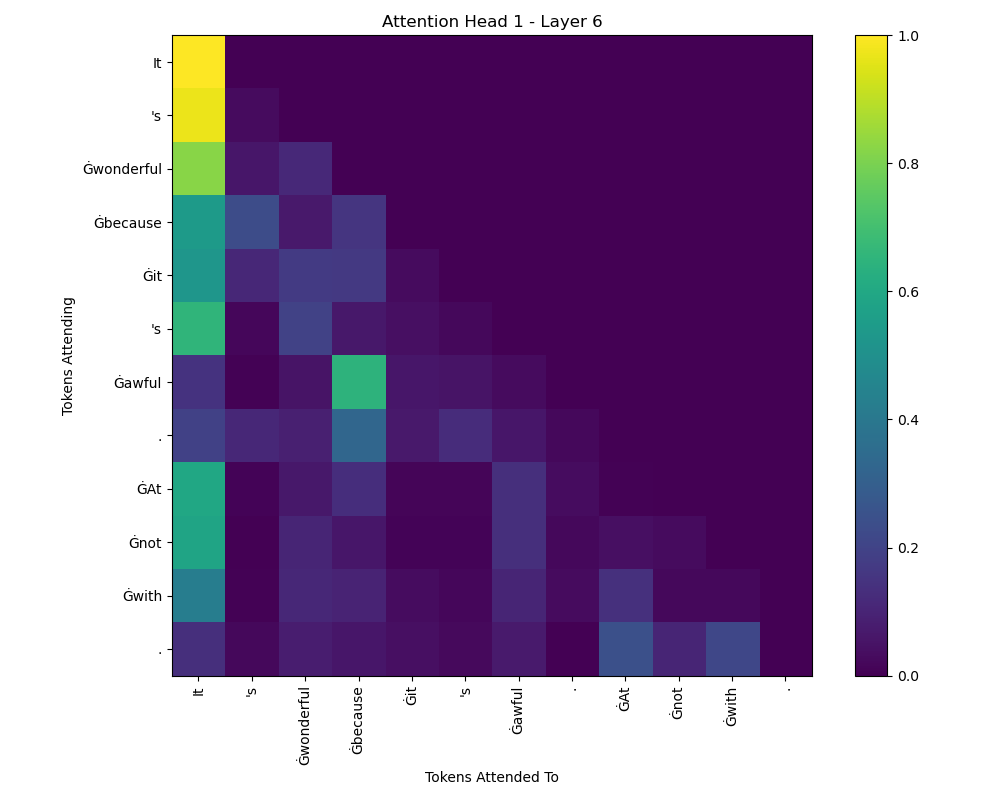 Attention Head 1 - Layer 6
It
's
Ġwonderful
Ġbecause
Ġit
's
Ġawful
.
ĠAt
Ġnot
Ġwith
.
Tokens Attending
It
's
Ġwonderful
Ġbecause
Ġit
's
Ġawful
.
ĠAt
Ġnot
Ġwith
.
Tokens Attended To
1.0
0.8
0.6
0.4
0.2
0.0